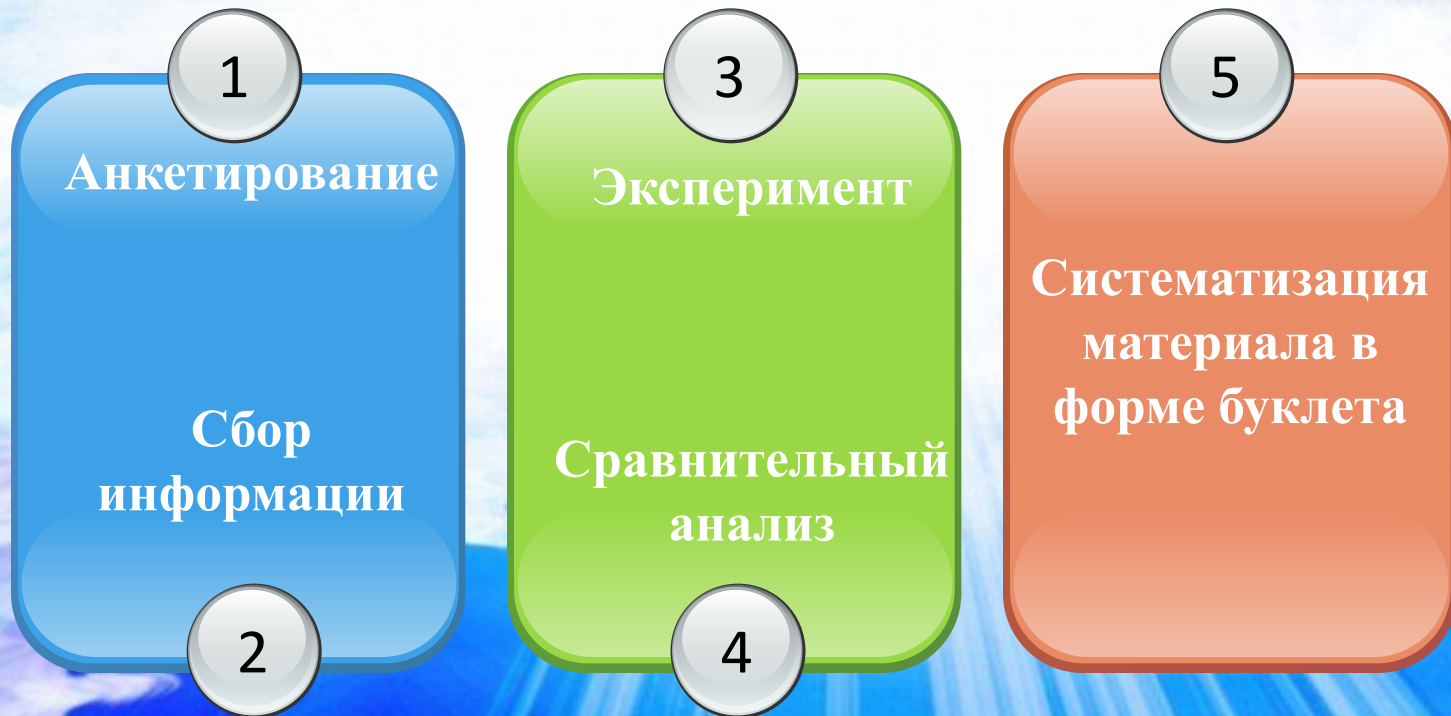 1
Анкетирование
Сбор
информации
2
3
Эксперимент
Сравнительный
анализ
4
5
Систематизация
материала в
форме буклета